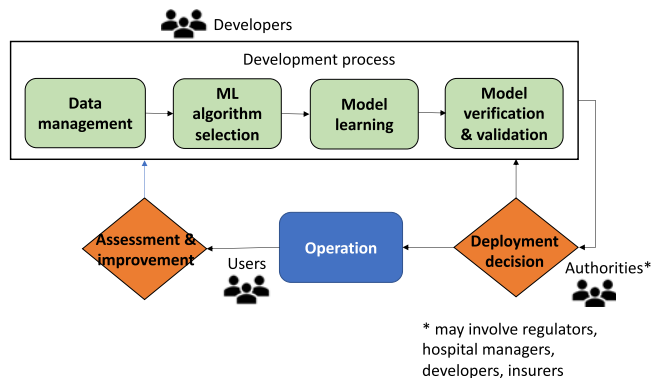 Developers
Development process
Data
management
ML
algorithm
selection
Model
learning
Model
verification
& validation
Assessment &
improvement
Operation
Deployment
decision
Users
Authorities*
* may involve regulators,
hospital managers,
developers, insurers